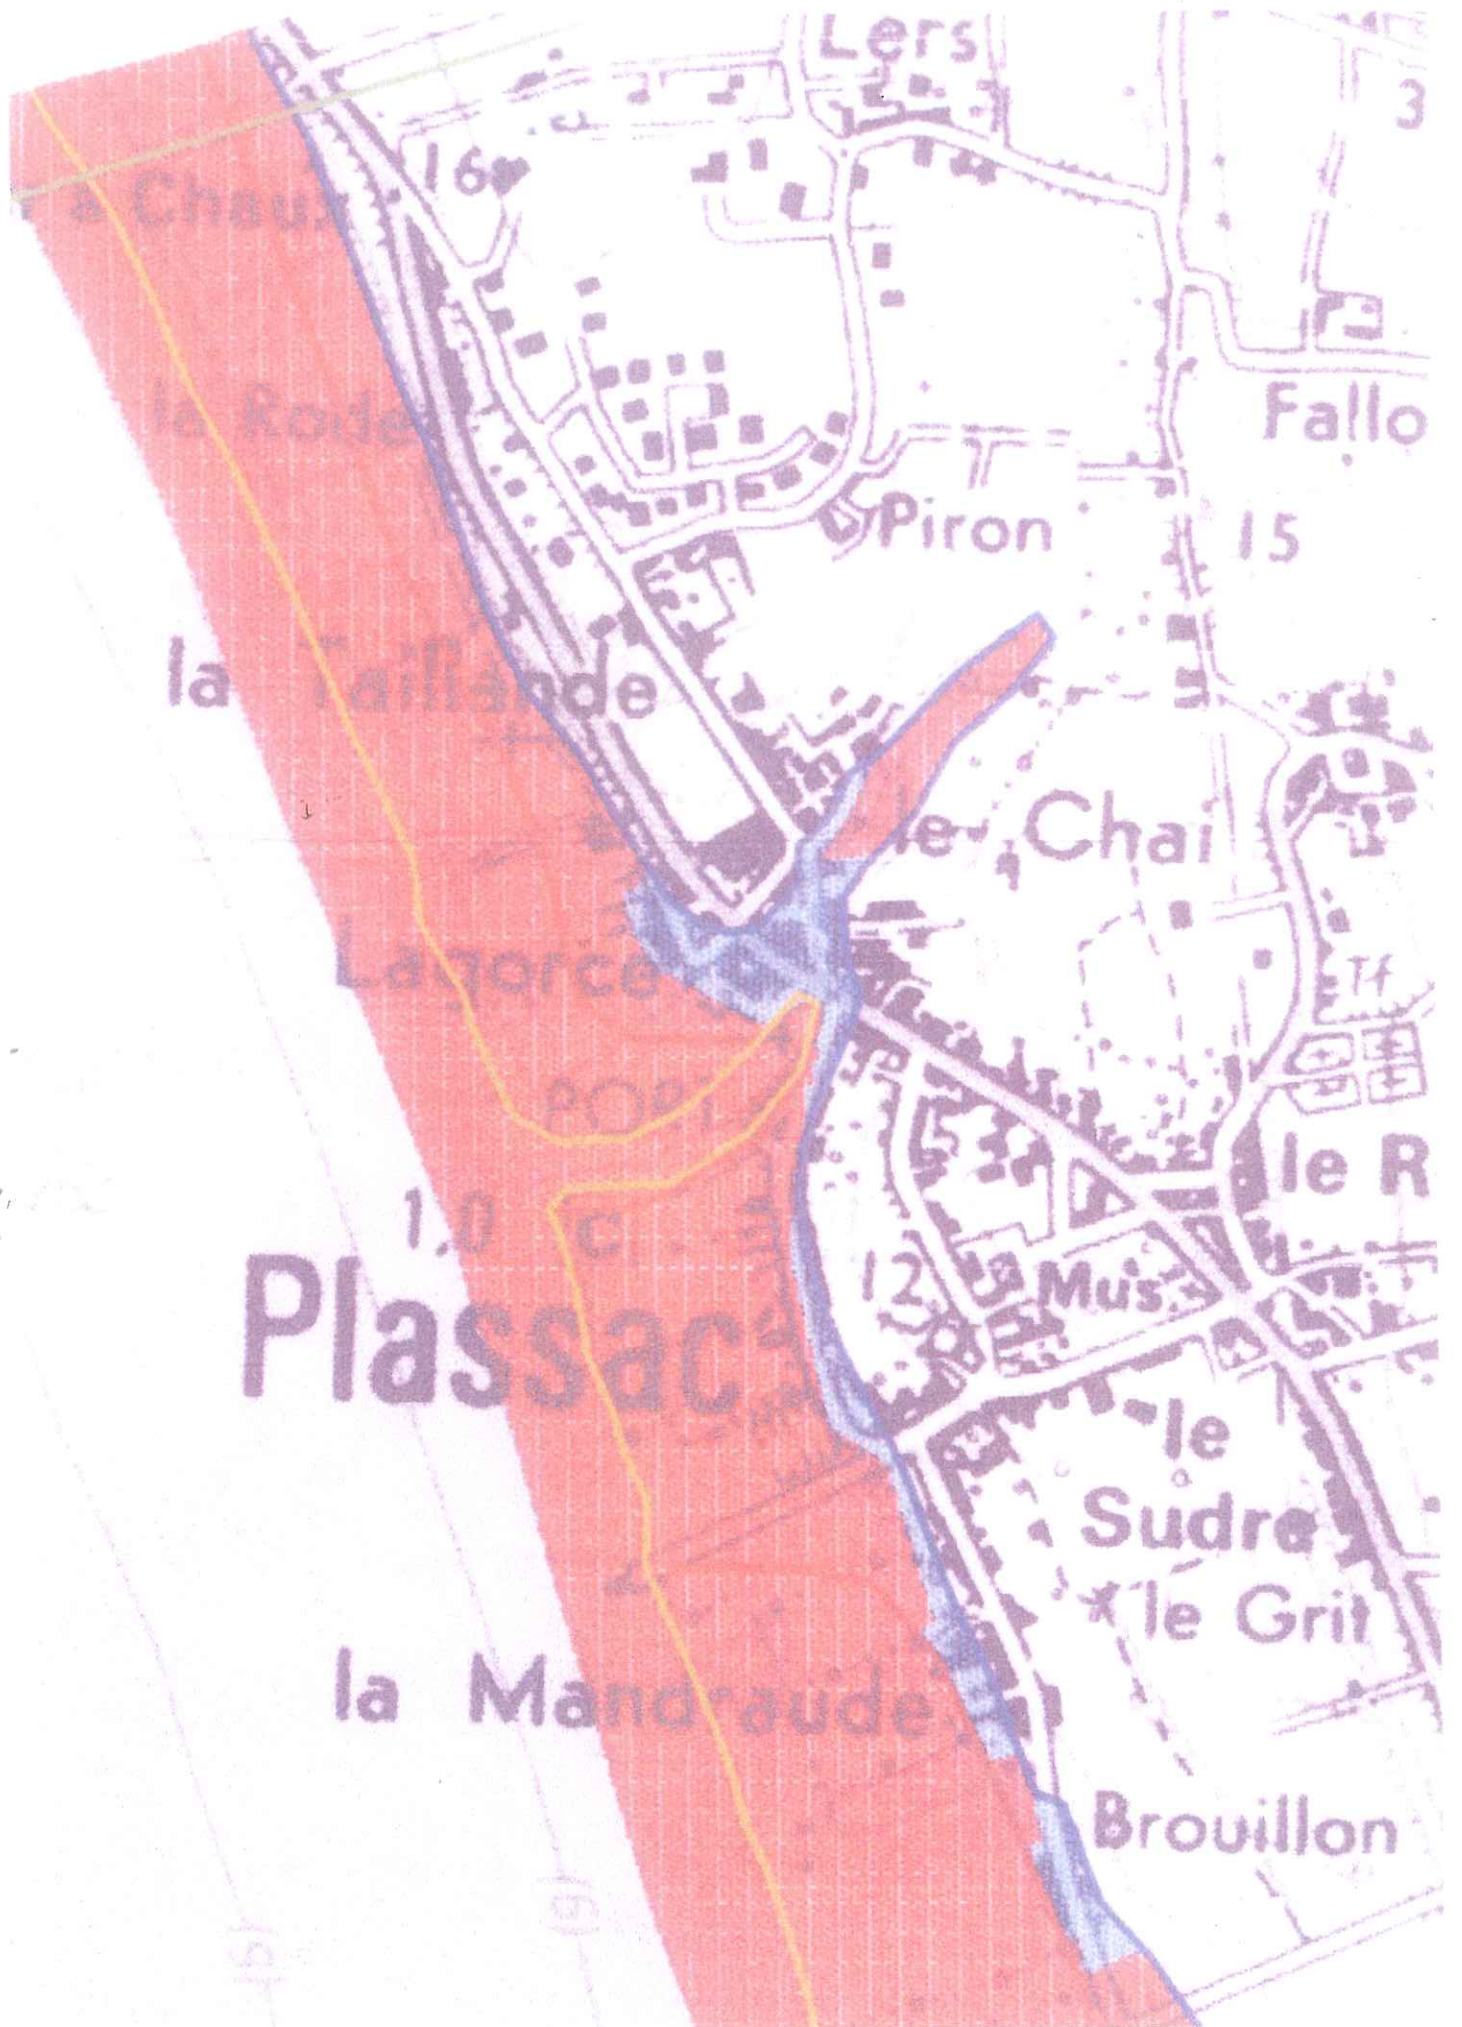 Lers
3
16
a Chaux
la Rode
Fallo
Piron
15
la Taillande
le Chai
Lagorce
Tf
PORT
le R
1.0 C
12
Mus.
Plassac
le
Sudre
le Grit
la Mandraude
Brouillon